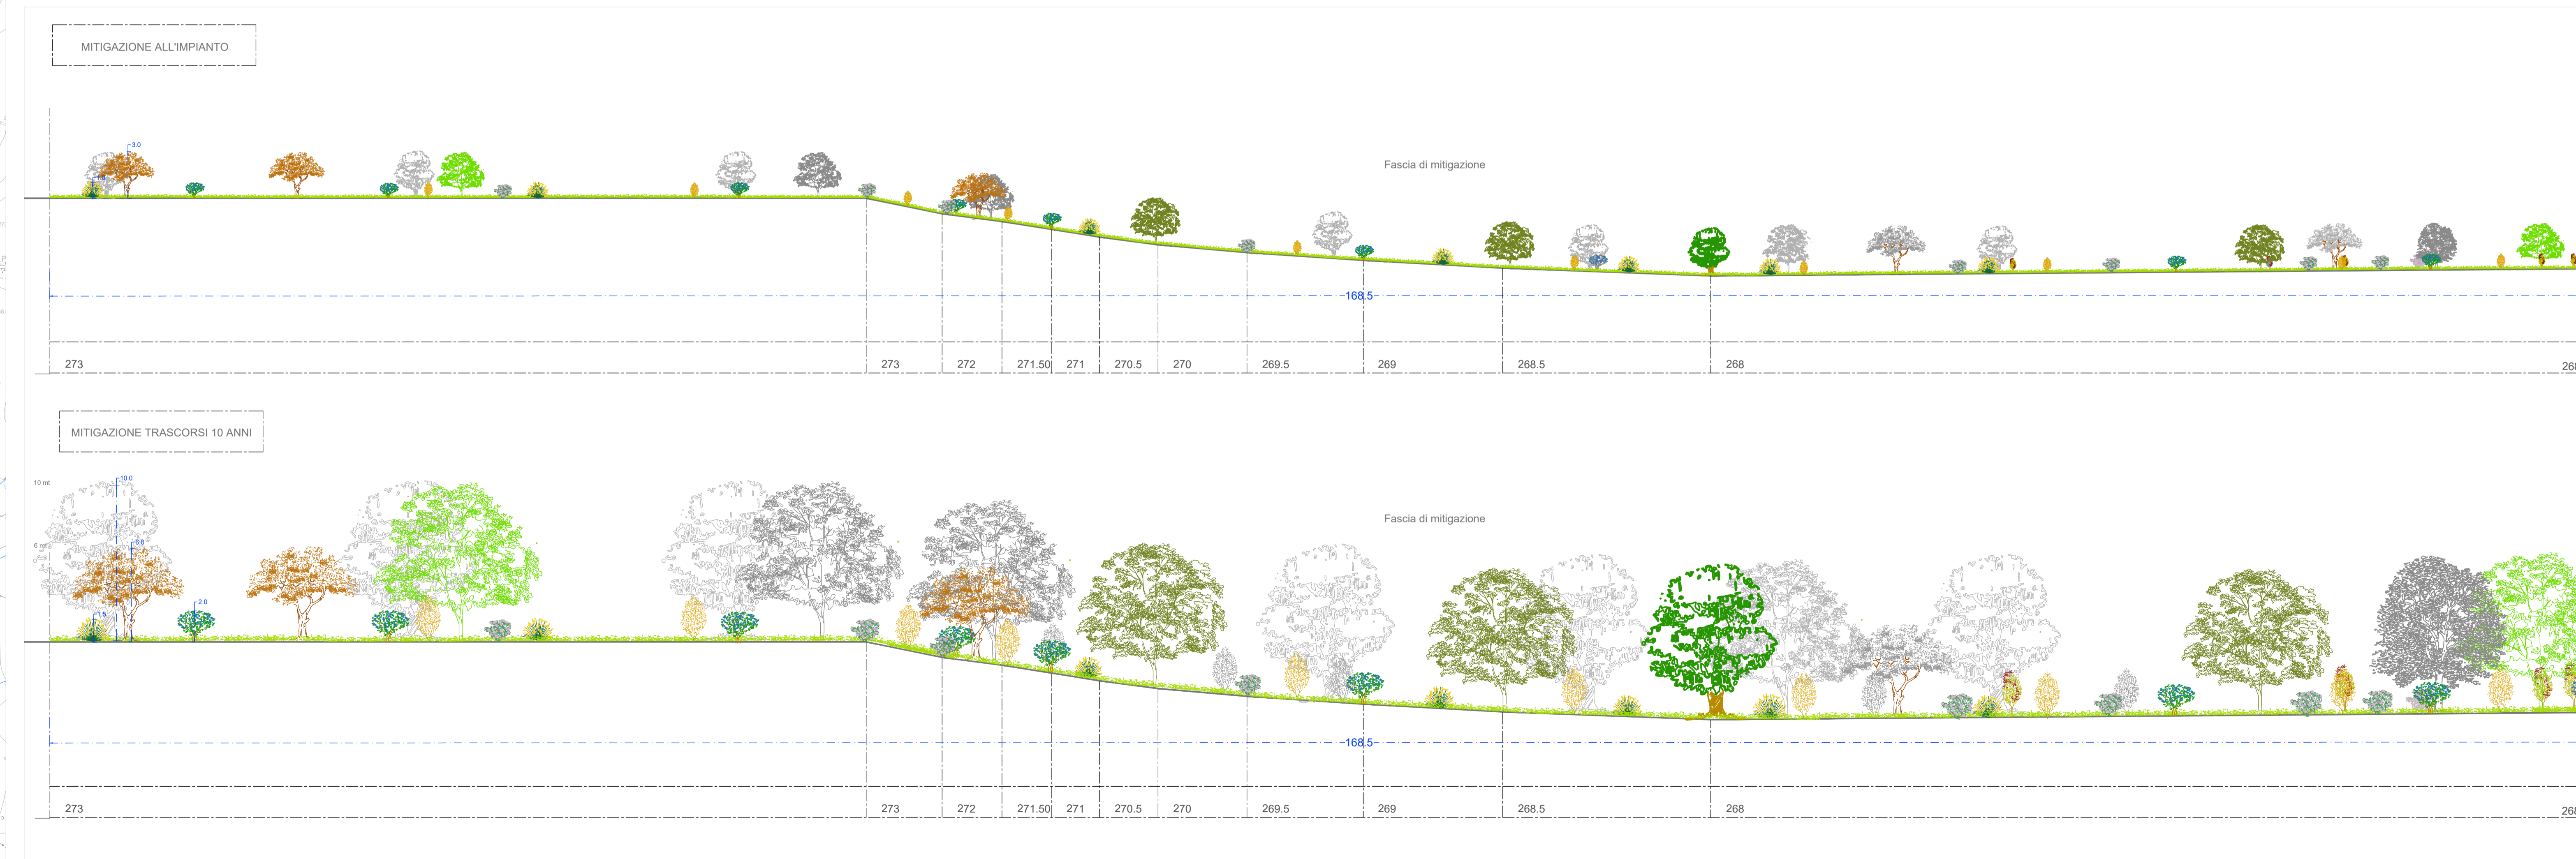 MITIGAZIONE ALL'IMPIANTO
3.0
Fascia di mitigazione
168.5
273 273 272 271.50 271 270.5 270 269.5 269 268.5 268
MITIGAZIONE TRASCORSI 10 ANNI
10 mt
10.0
6 mt
6.0
2.0
1.5
Fascia di mitigazione
168.5
273 273 272 271.50 271 270.5 270 269.5 269 268.5 268